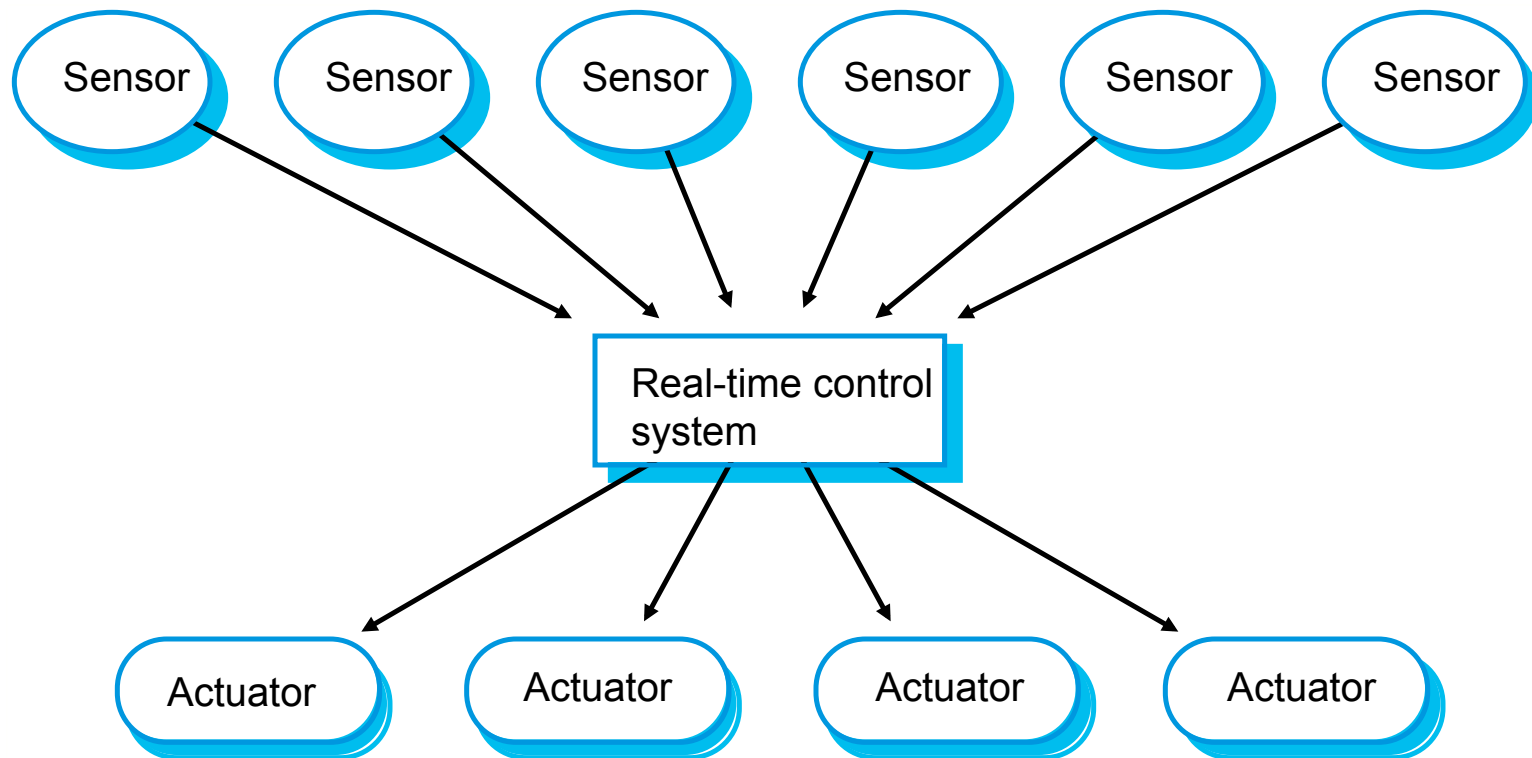 Sensor
Sensor
Sensor
Sensor
Sensor
Sensor
Real-time control
system
Actuator
Actuator
Actuator
Actuator